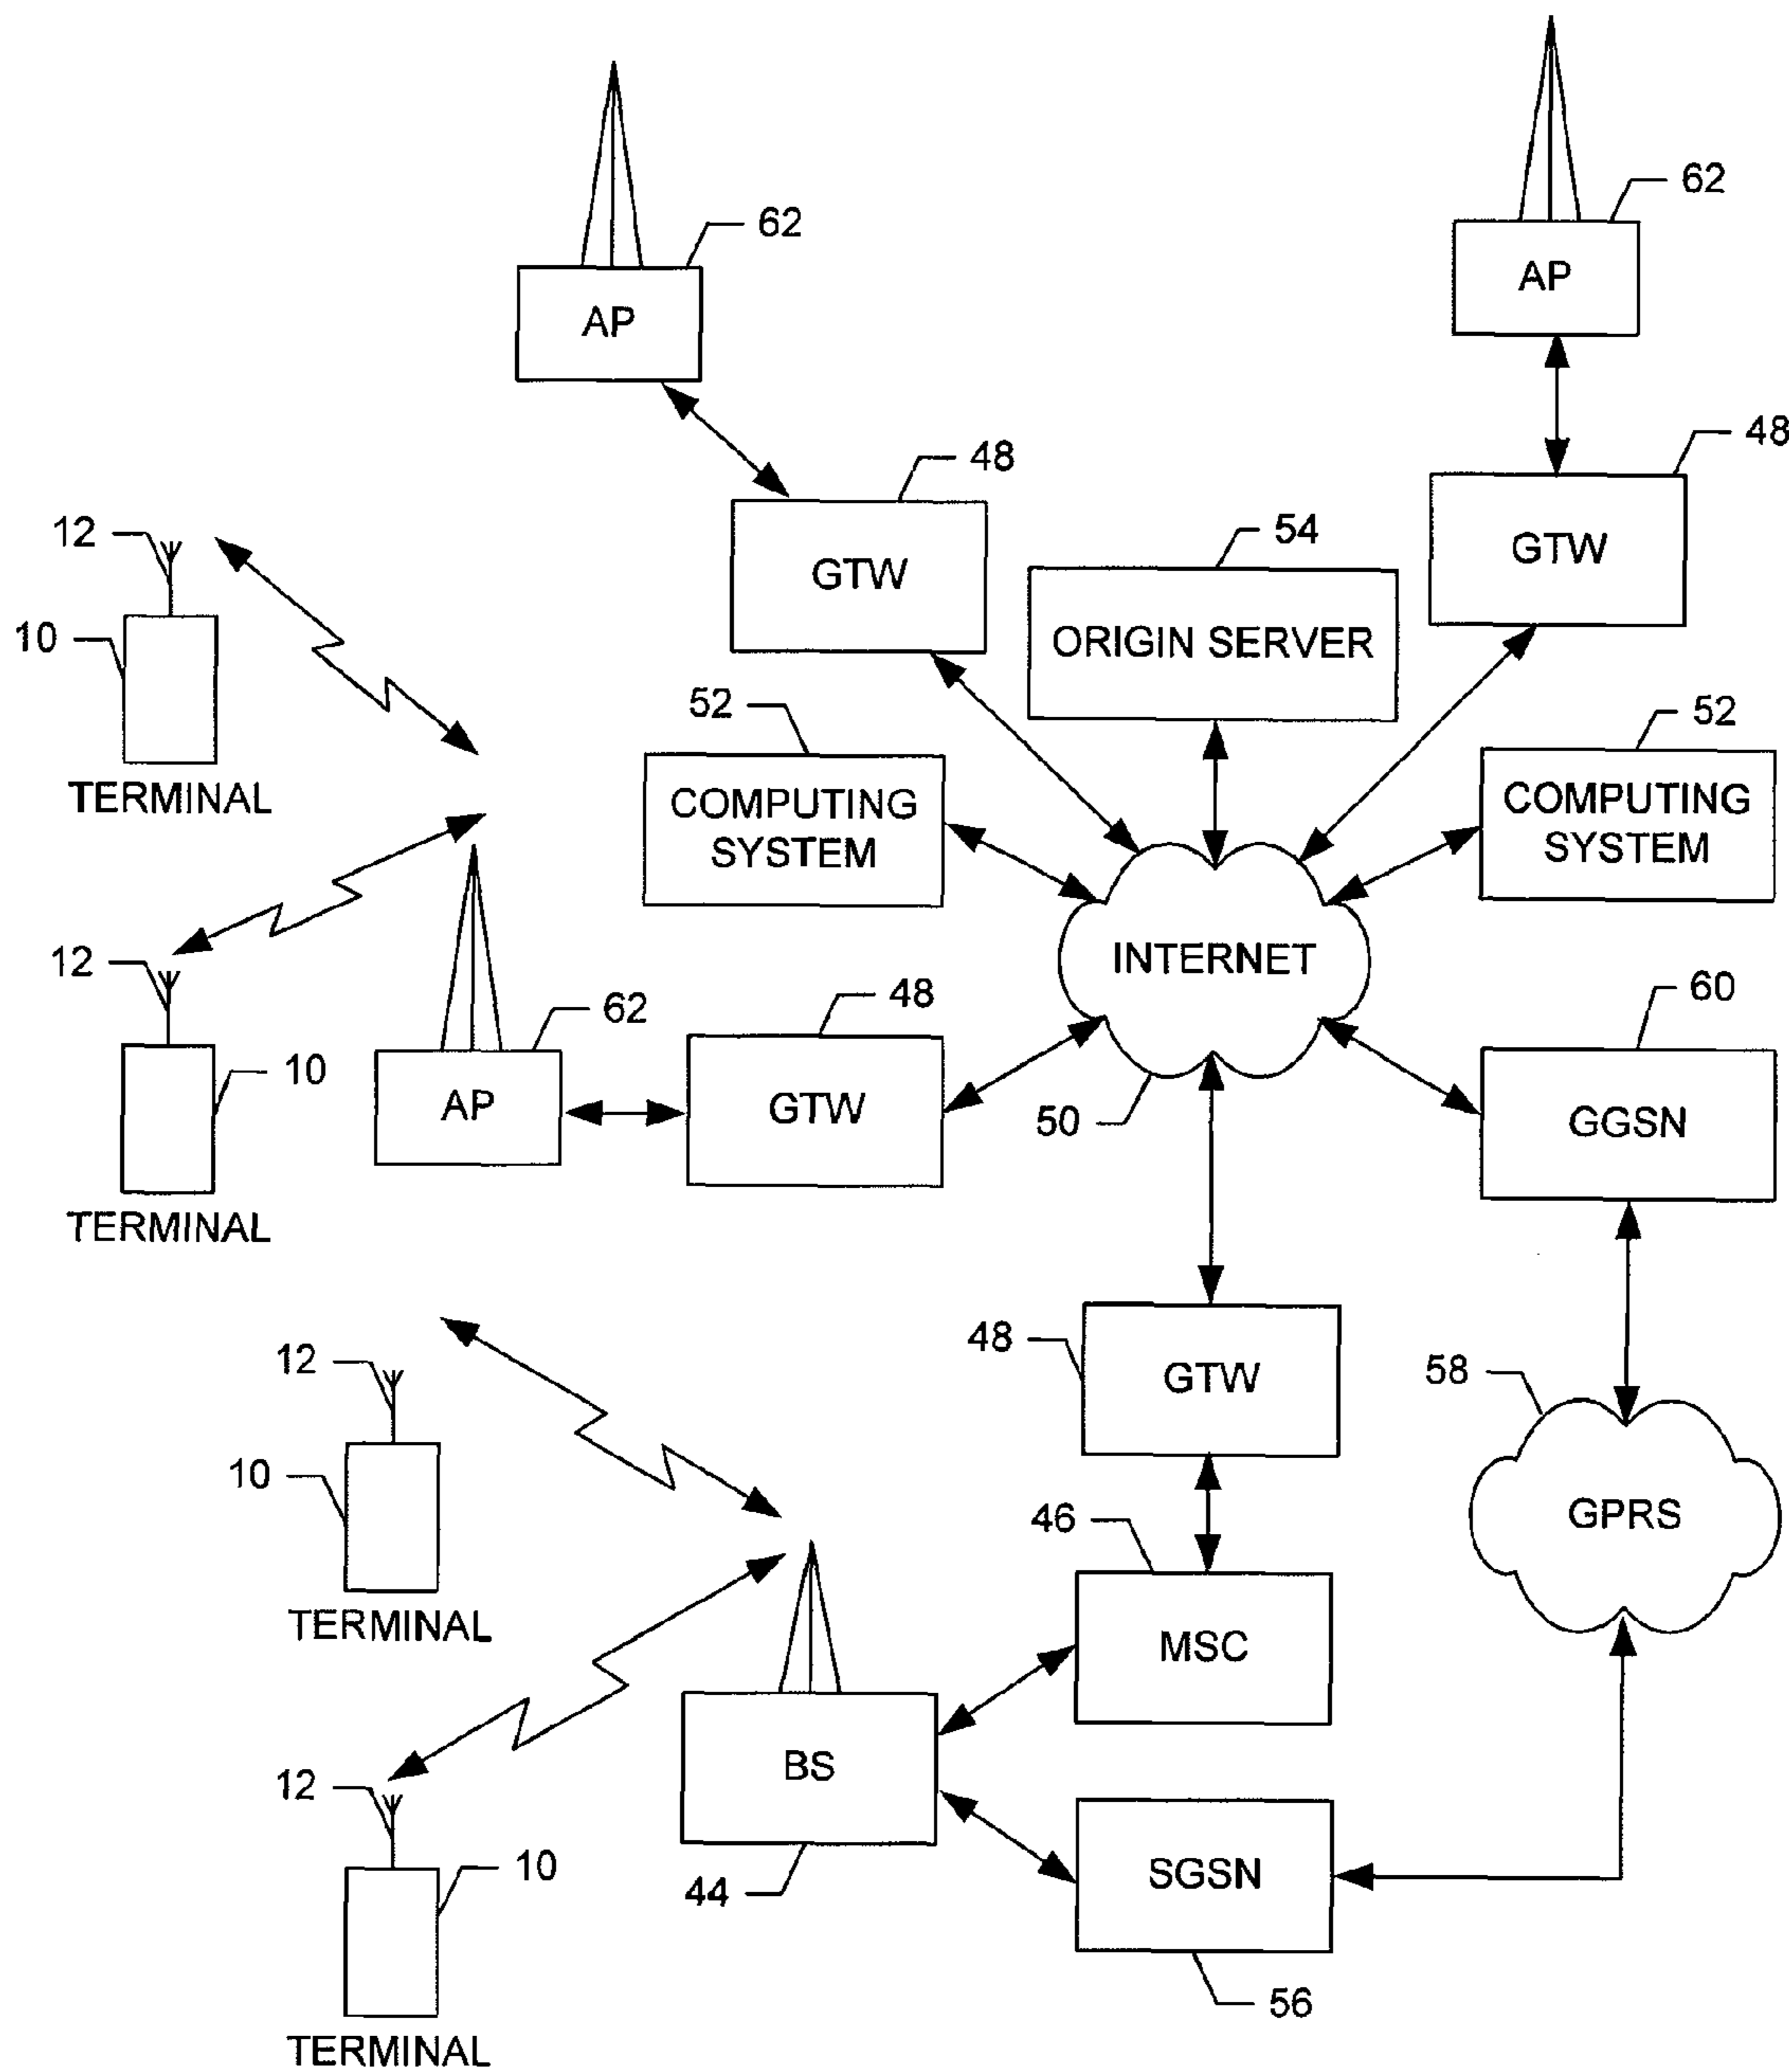 62
AP
62
AP
48
GTW
48
GTW
54
ORIGIN SERVER
12
10
TERMINAL
52
COMPUTING
SYSTEM
52
COMPUTING
SYSTEM
INTERNET
50
12
10
TERMINAL
62
AP
48
GTW
60
GGSN
48
GTW
58
GPRS
12
10
TERMINAL
46
MSC
BS
44
12
10
TERMINAL
SGSN
56